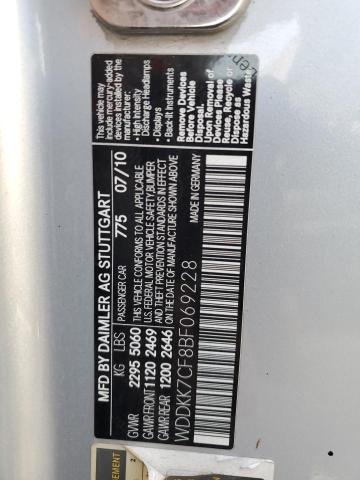 MFD BY DAIMLER AG STUTTGART
PASSENGER CAR 775 07/10
KG LBS
GVWR 2295 5060
GAWR FRONT 1120 2469
GAWR REAR 1200 2646
THIS VEHICLE CONFORMS TO ALL APPLICABLE
U.S. FEDERAL MOTOR VEHICLE SAFETY, BUMPER
AND THEFT PREVENTION STANDARDS IN EFFECT
ON THE DATE OF MANUFACTURE SHOWN ABOVE
WDDKK7CF8BF069228
MADE IN GERMANY
This vehicle may
include mercury-added
devices installed by the
manufacturer:
• High Intensity
Discharge Headlamps
• Displays
• Back-lit Instruments
Remove Devices
Before Vehicle
Disposal.
Upon Removal of
Devices Please
Reuse, Recycle or
Dispose as
Hazardous Waste
EMENT
2